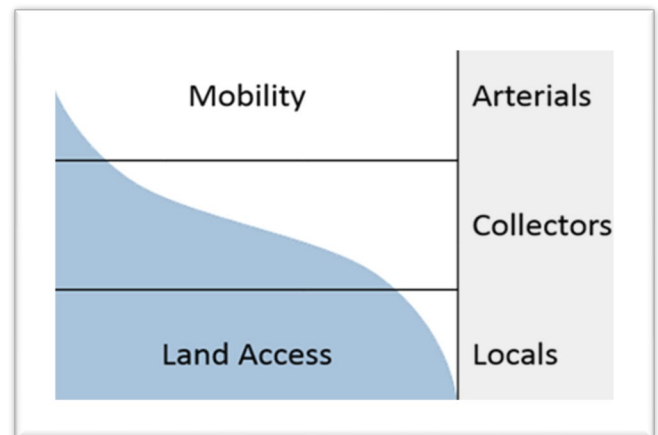 Mobility
Arterials
Collectors
Land Access
Locals